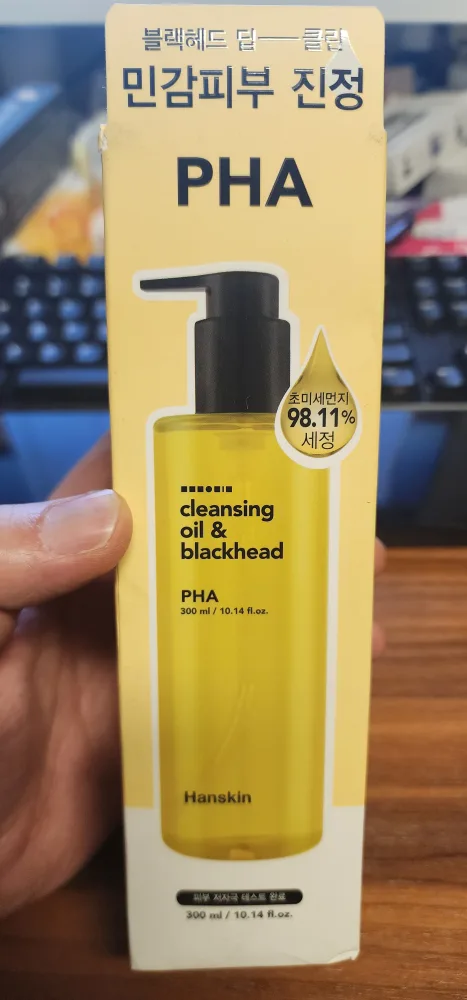 블랙헤드 딥──클린
민감피부 진정
PHA
초미세먼지
98.11%
세정
cleansing
oil &
blackhead
PHA
300 ml / 10.14 fl.oz.
Hanskin
피부 저자극 테스트 완료
300 ml / 10.14 fl.oz.